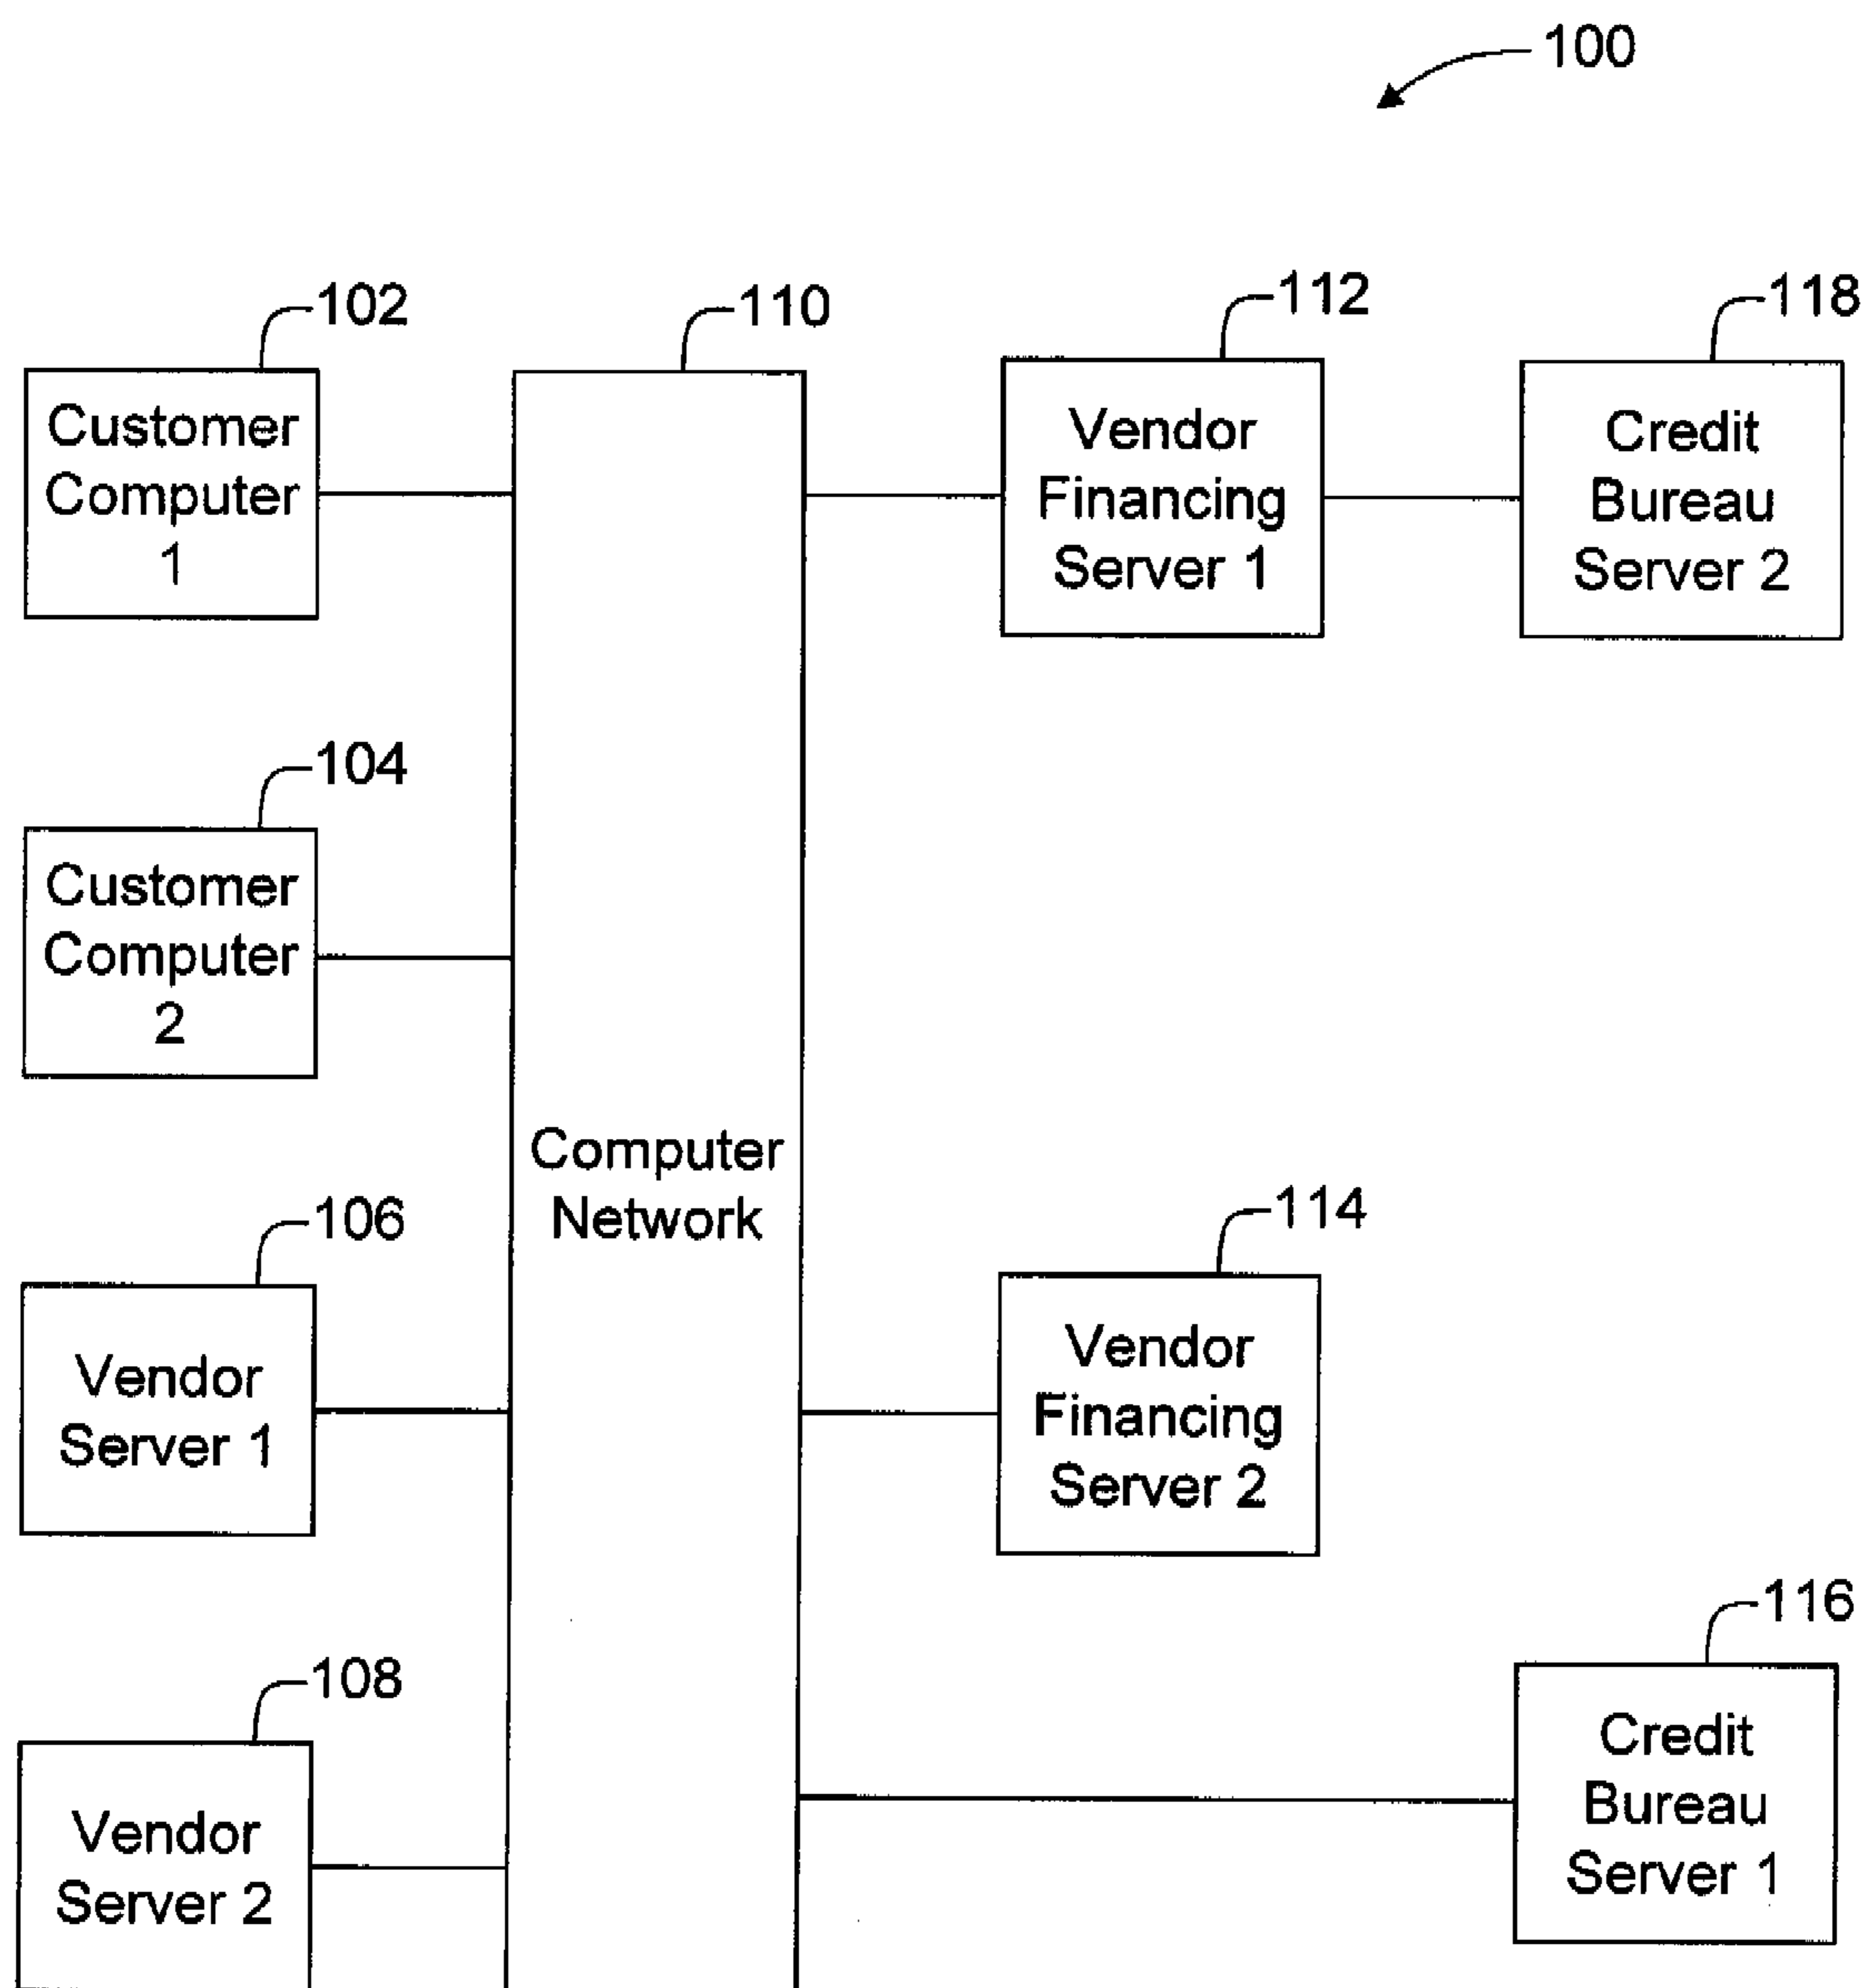 100
102
110
112
118
Customer
Computer
1
Vendor
Financing
Server 1
Credit
Bureau
Server 2
104
Customer
Computer
2
Computer
Network
106
114
Vendor
Server 1
Vendor
Financing
Server 2
116
108
Credit
Bureau
Server 1
Vendor
Server 2